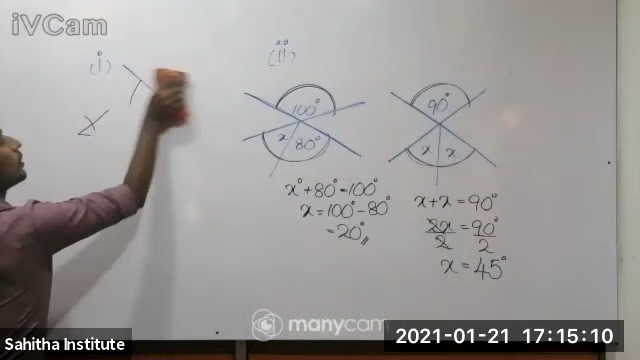 iVCam
(i)
x
(ii)
100°
x 80°
90°
x x
x° + 80° = 100°
x = 100° - 80°
= 20°
x + x = 90°
2x/2 = 90°/2
x = 45°
manycam
Sahitha Institute
2021-01-21 17:15:10